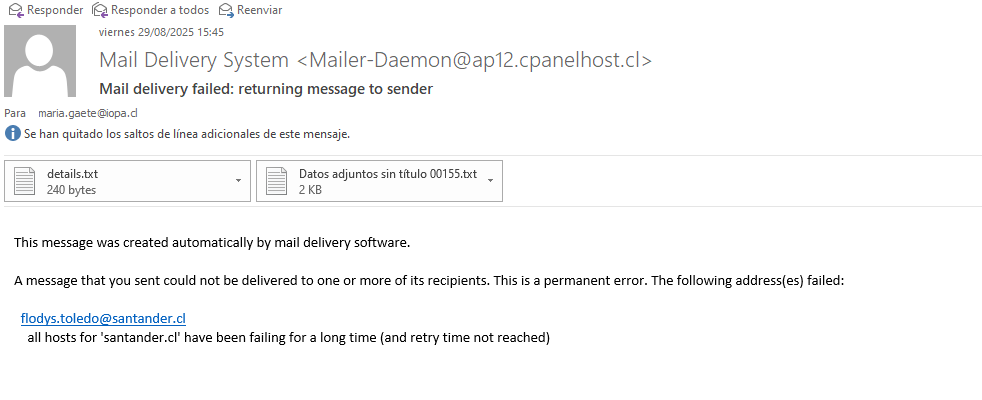 Responder Responder a todos Reenviar
viernes 29/08/2025 15:45
Mail Delivery System <Mailer-Daemon@ap12.cpanelhost.cl>
Mail delivery failed: returning message to sender
Para maria.gaete@iopa.cl
Se han quitado los saltos de línea adicionales de este mensaje.
details.txt
240 bytes
Datos adjuntos sin título 00155.txt
2 KB
This message was created automatically by mail delivery software.
A message that you sent could not be delivered to one or more of its recipients. This is a permanent error. The following address(es) failed:
flodys.toledo@santander.cl
all hosts for 'santander.cl' have been failing for a long time (and retry time not reached)